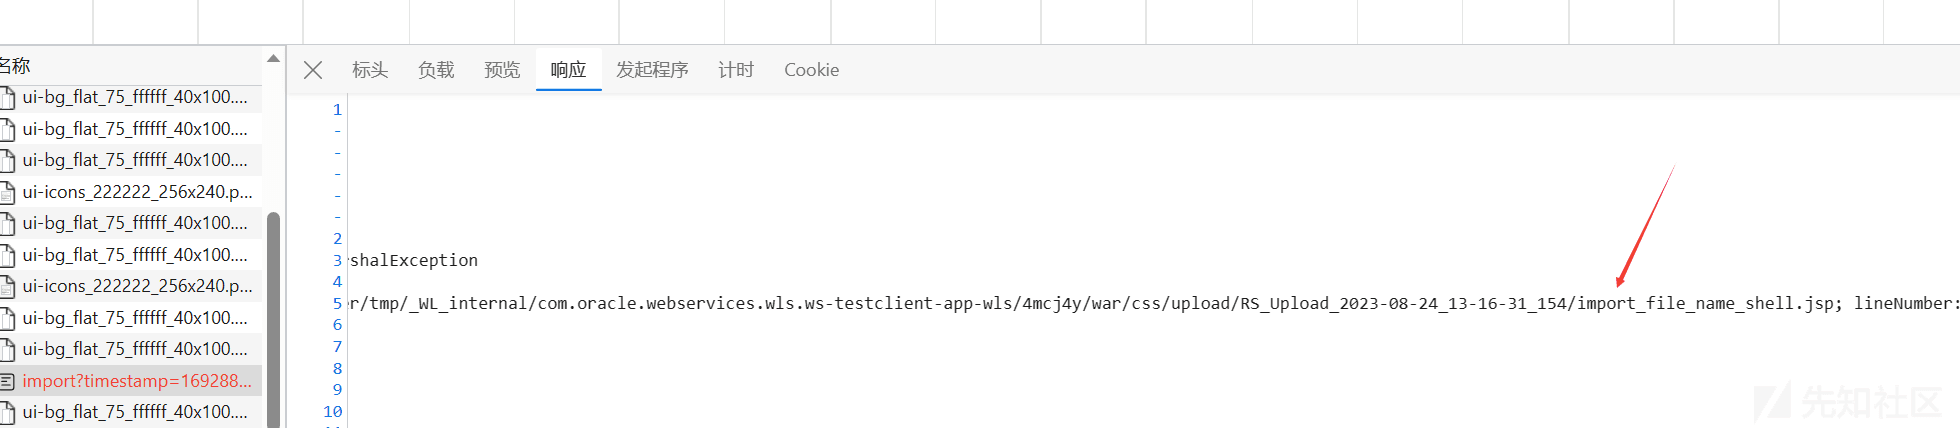 名称
标头 负载 预览 响应 发起程序 计时 Cookie
ui-bg_flat_75_ffffff_40x100....
ui-bg_flat_75_ffffff_40x100....
ui-bg_flat_75_ffffff_40x100....
ui-icons_222222_256x240.p...
ui-bg_flat_75_ffffff_40x100....
ui-bg_flat_75_ffffff_40x100....
ui-icons_222222_256x240.p...
ui-bg_flat_75_ffffff_40x100....
ui-bg_flat_75_ffffff_40x100....
import?timestamp=169288...
ui-bg_flat_75_ffffff_40x100....
1
-
-
-
-
-
2
3 rshalException
4
5 er/tmp/_WL_internal/com.oracle.webservices.wls.ws-testclient-app-wls/4mcj4y/war/css/upload/RS_Upload_2023-08-24_13-16-31_154/import_file_name_shell.jsp; lineNumber:
6
7
8
9
10
先知社区